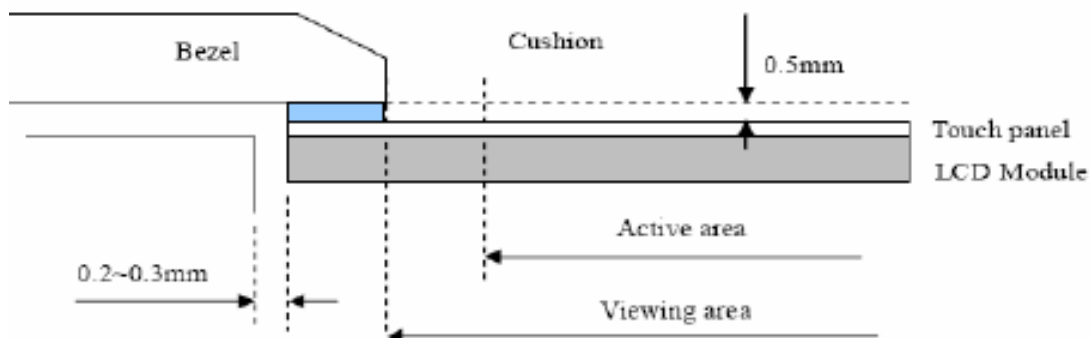 Bezel
Cushion
0.5mm
Touch panel
LCD Module
Active area
0.2~0.3mm
Viewing area